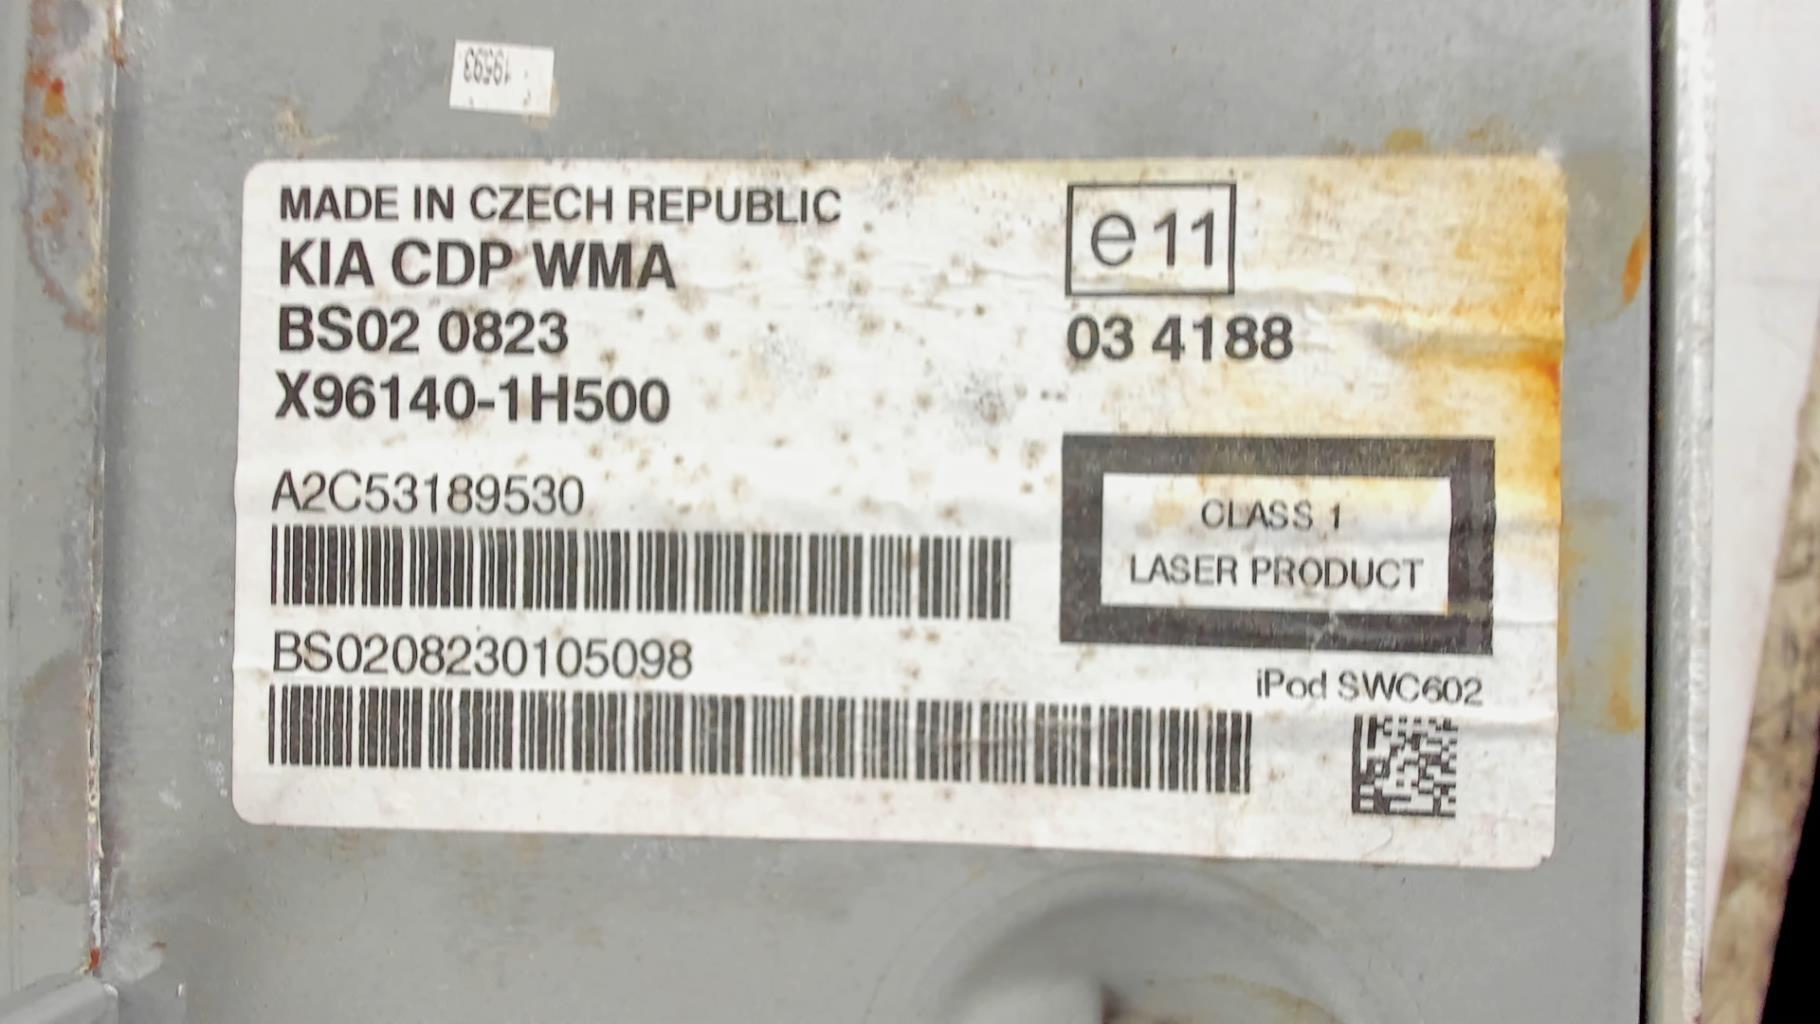 19593
MADE IN CZECH REPUBLIC
KIA CDP WMA
BS02 0823
X96140-1H500
A2C53189530
BS0208230105098
e11
03 4188
CLASS 1
LASER PRODUCT
iPod SWC602